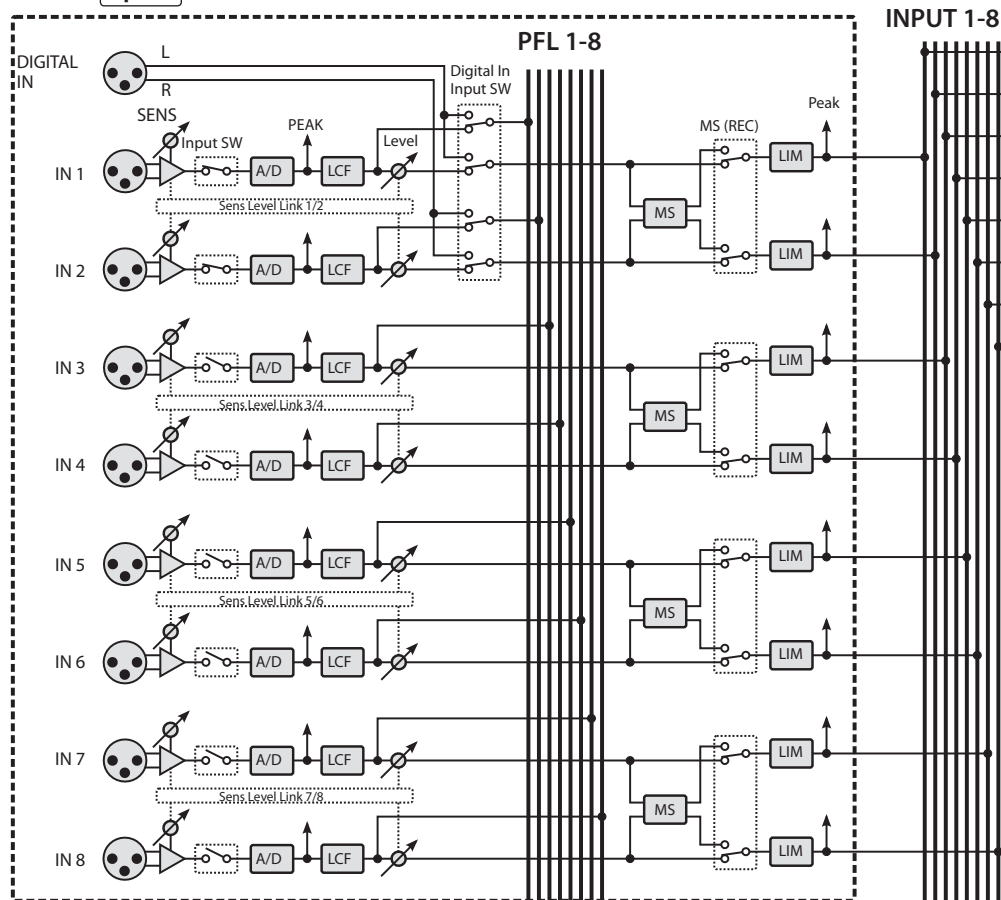 INPUT 1-8
PFL 1-8
DIGITAL
IN
L
R
Digital In
Input SW
SENS
Input SW
PEAK
Level
MS (REC)
Peak
IN 1
A/D
LCF
LIM
Sens Level Link 1/2
MS
IN 2
A/D
LCF
LIM
IN 3
A/D
LCF
LIM
Sens Level Link 3/4
MS
IN 4
A/D
LCF
LIM
IN 5
A/D
LCF
LIM
Sens Level Link 5/6
MS
IN 6
A/D
LCF
LIM
IN 7
A/D
LCF
LIM
Sens Level Link 7/8
MS
IN 8
A/D
LCF
LIM